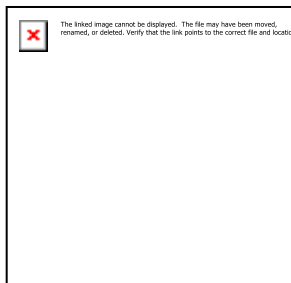 The linked image cannot be displayed. The file may have been moved,
renamed, or deleted. Verify that the link points to the correct file and